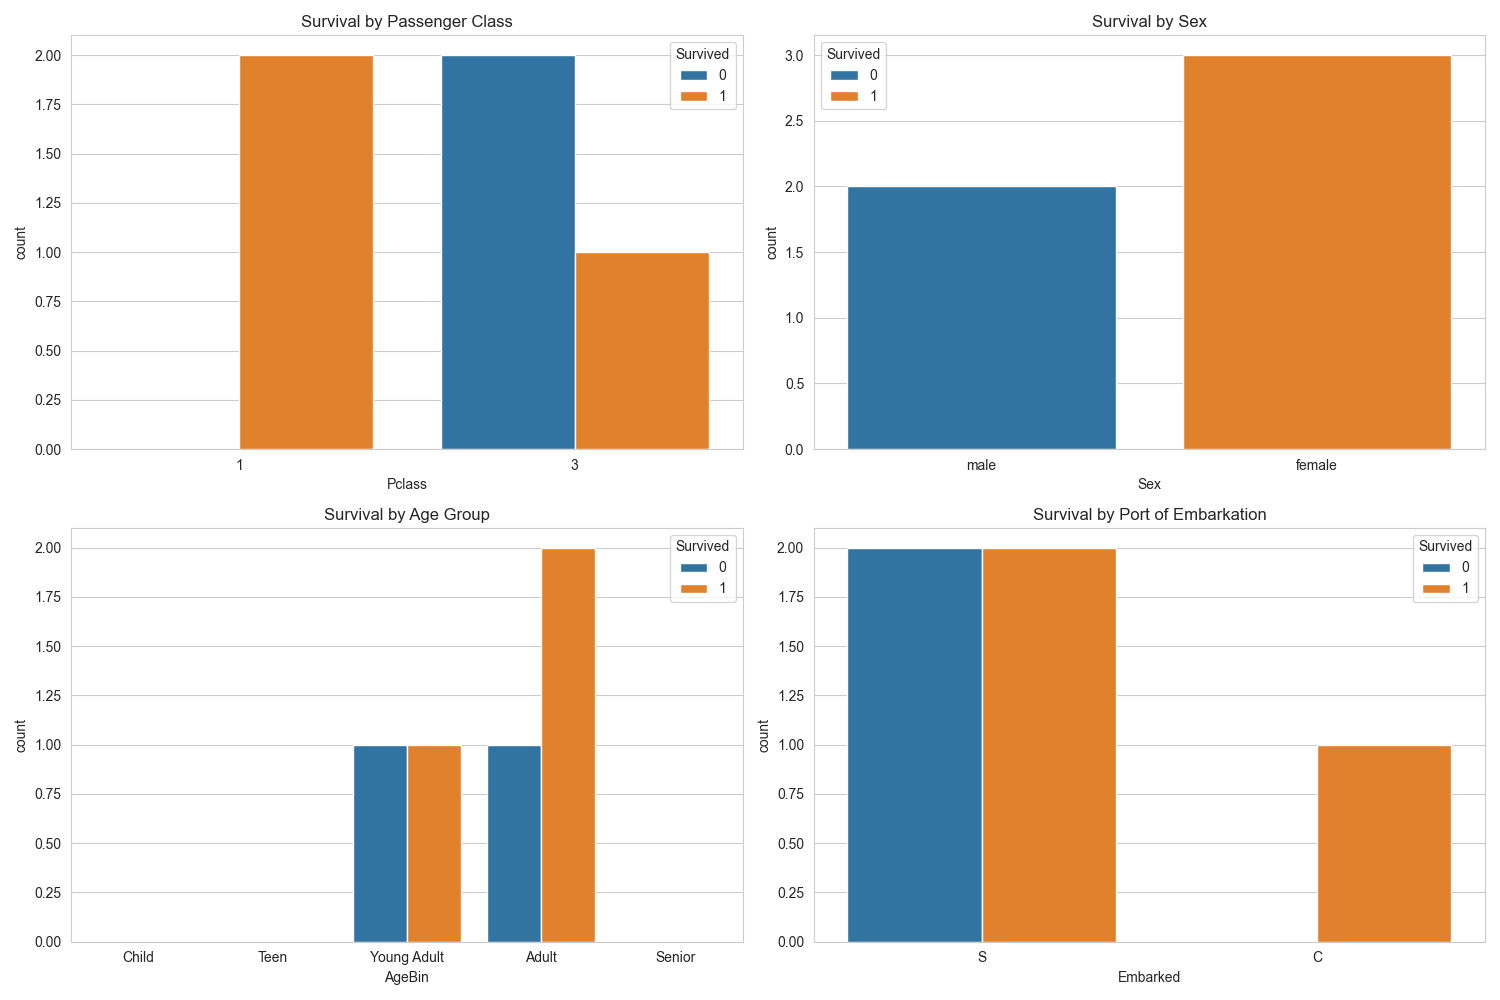 Survival by Passenger Class
2.00
1.75
1.50
1.25
1.00
0.75
0.50
0.25
0.00
count
1 3
Pclass
Survived
0
1
Survival by Sex
3.0
2.5
2.0
1.5
1.0
0.5
0.0
count
male female
Sex
Survived
0
1
Survival by Age Group
2.00
1.75
1.50
1.25
1.00
0.75
0.50
0.25
0.00
count
Child Teen Young Adult Adult Senior
AgeBin
Survived
0
1
Survival by Port of Embarkation
2.00
1.75
1.50
1.25
1.00
0.75
0.50
0.25
0.00
count
S C
Embarked
Survived
0
1